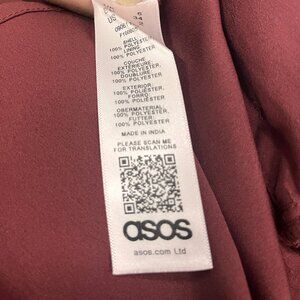 SHELL:
100% POLYESTER
LINING:
100% POLYESTER
COUCHE
EXTÉRIEURE:
100% POLYESTER,
DOUBLURE:
100% POLYESTER
EXTERIOR:
100% POLIÉSTER,
FORRO:
100% POLIÉSTER
OBERMATERIAL:
100% POLYESTER,
FUTTER:
100% POLYESTER
MADE IN INDIA
PLEASE SCAN ME
FOR TRANSLATIONS
asos
asos.com Ltd